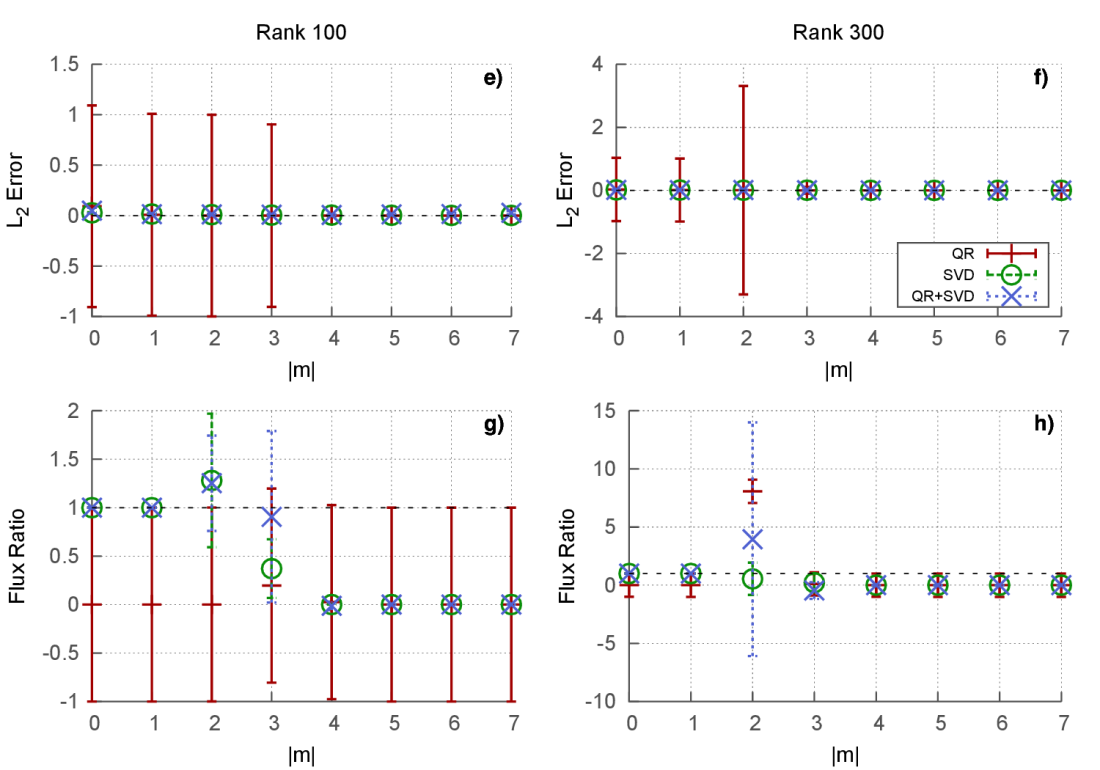 Rank 100
Rank 300
e)
1.5
1
0.5
0
-0.5
-1
L2 Error
0 1 2 3 4 5 6 7
|m|
f)
4
2
0
-2
-4
L2 Error
QR
SVD
QR+SVD
0 1 2 3 4 5 6 7
|m|
g)
2
1.5
1
0.5
0
-0.5
-1
Flux Ratio
0 1 2 3 4 5 6 7
|m|
h)
15
10
5
0
-5
-10
Flux Ratio
0 1 2 3 4 5 6 7
|m|